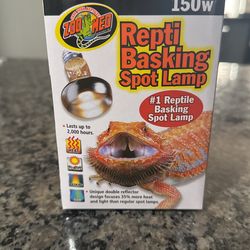 150W
ZOO MED
Repti
Basking
Spot Lamp
#1 Reptile
Basking
Spot Lamp
• Lasts up to
2,000 hours.
• Unique double reflector
design focuses 35% more heat
and light than regular spot lamps.